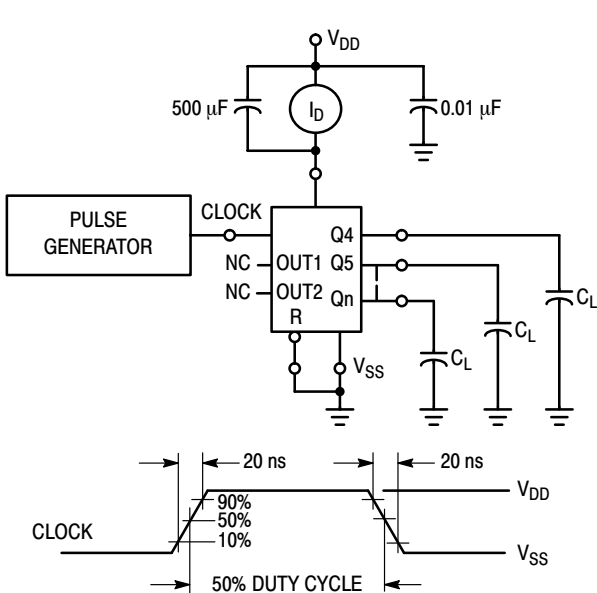 V_DD
500 μF
I_D
0.01 μF
PULSE
GENERATOR
CLOCK
Q4
NC
OUT1
Q5
NC
OUT2
Qn
R
C_L
C_L
C_L
V_SS
20 ns
20 ns
90%
50%
10%
V_DD
CLOCK
V_SS
50% DUTY CYCLE